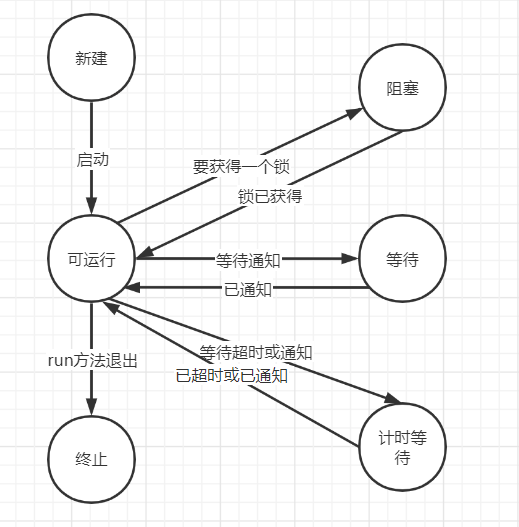 新建
阻塞
启动
要获得一个锁
锁已获得
可运行
等待通知
等待
已通知
等待超时或通知
run方法退出
已超时或已通知
计时等
待
终止